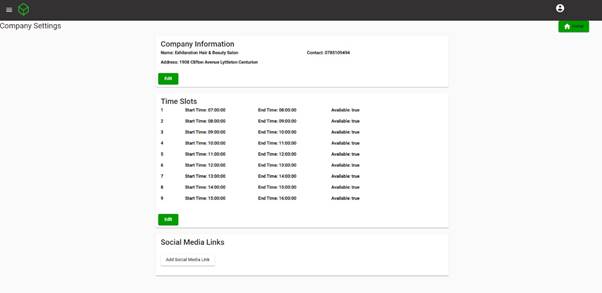 Company Settings
Home
Company Information
Name: Exhilaration Hair & Beauty Salon Contact: 0785109494
Address: 1908 Clifton Avenue Lyttleton Centurion
Edit
Time Slots
1 Start Time: 07:00:00 End Time: 08:00:00 Available: true
2 Start Time: 08:00:00 End Time: 09:00:00 Available: true
3 Start Time: 09:00:00 End Time: 10:00:00 Available: true
4 Start Time: 10:00:00 End Time: 11:00:00 Available: true
5 Start Time: 11:00:00 End Time: 12:00:00 Available: true
6 Start Time: 12:00:00 End Time: 13:00:00 Available: true
7 Start Time: 13:00:00 End Time: 14:00:00 Available: true
8 Start Time: 14:00:00 End Time: 15:00:00 Available: true
9 Start Time: 15:00:00 End Time: 16:00:00 Available: true
Edit
Social Media Links
Add Social Media Link